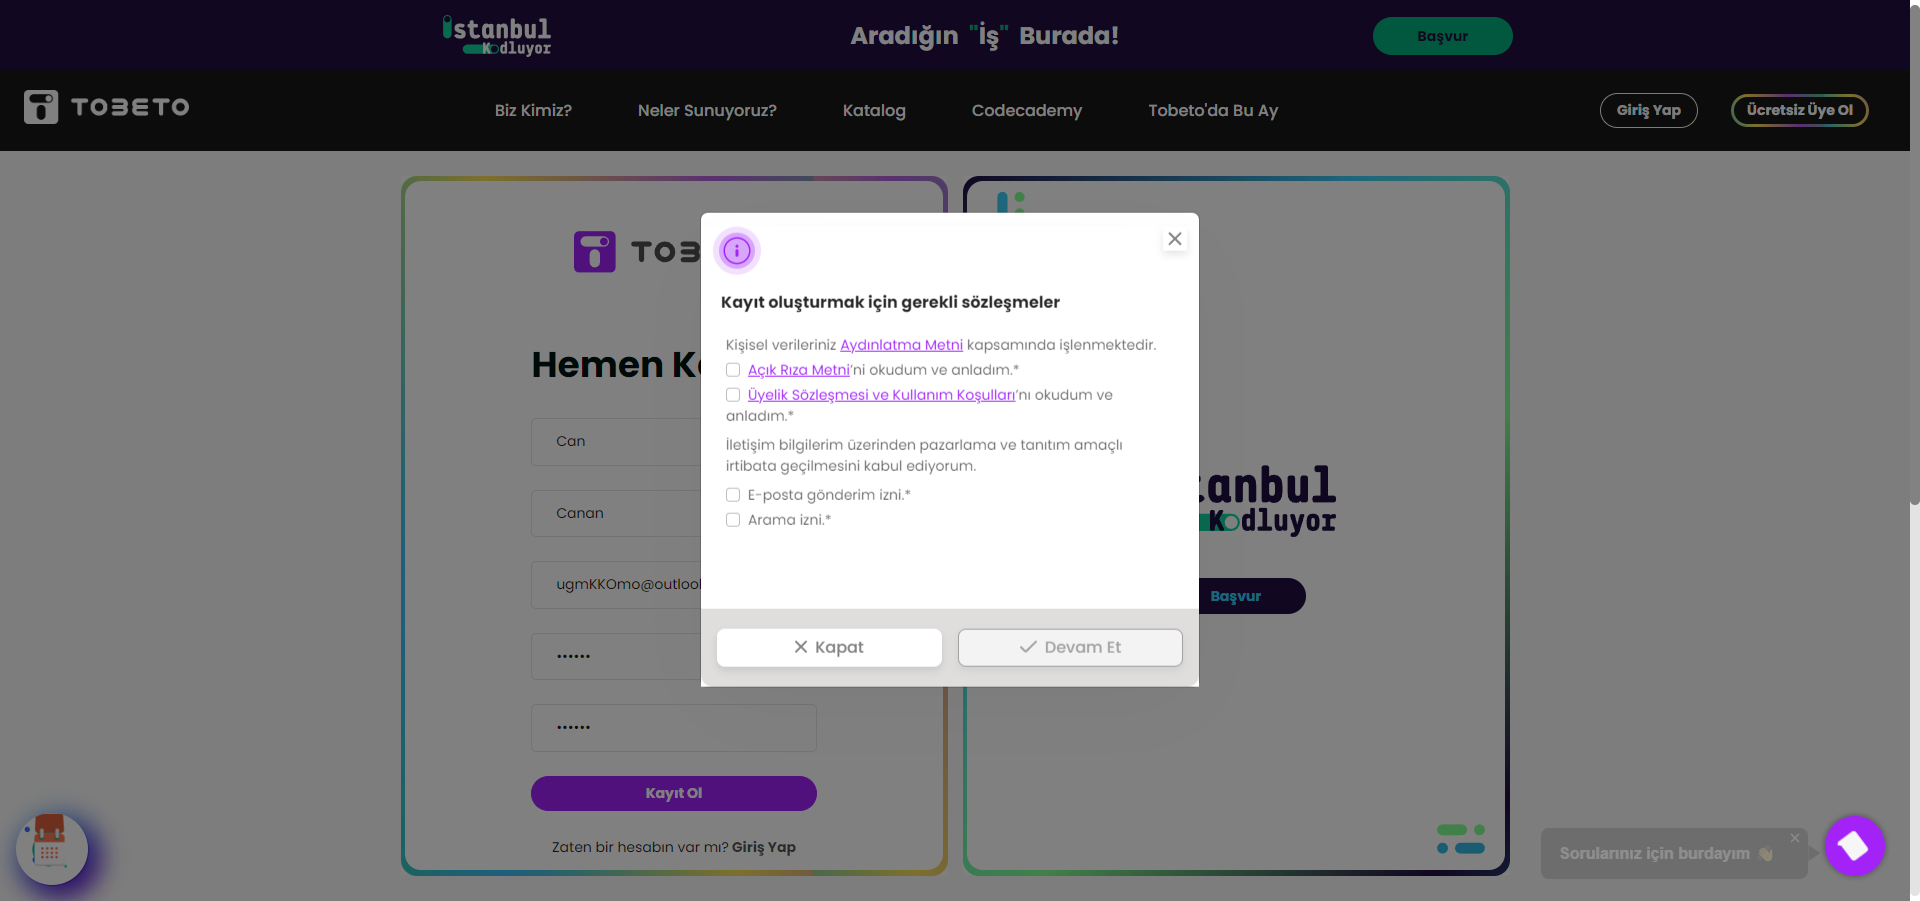 istanbul
Kodluyor
Aradığın "İş" Burada!
Başvur
TOBETO
Biz Kimiz?
Neler Sunuyoruz?
Katalog
Codecademy
Tobeto'da Bu Ay
Giriş Yap
Ücretsiz Üye Ol
Kayıt oluşturmak için gerekli sözleşmeler
Kişisel verileriniz Aydınlatma Metni kapsamında işlenmektedir.
Açık Rıza Metni’ni okudum ve anladım.*
Üyelik Sözleşmesi ve Kullanım Koşulları’nı okudum ve
anladım.*
İletişim bilgilerim üzerinden pazarlama ve tanıtım amaçlı
irtibata geçilmesini kabul ediyorum.
E-posta gönderim izni.*
Arama izni.*
Kapat
Devam Et
Hemen
Can
Canan
ugmKKOmo@outlook
••••••
••••••
Kayıt Ol
Zaten bir hesabın var mı? Giriş Yap
tanbul
Kodluyor
Başvur
Sorularınız için burdayım 👋